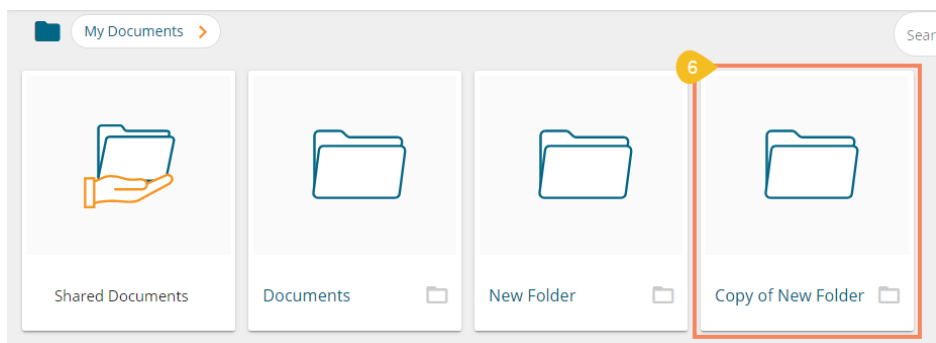 My Documents
Sear
6
Shared Documents
Documents
New Folder
Copy of New Folder